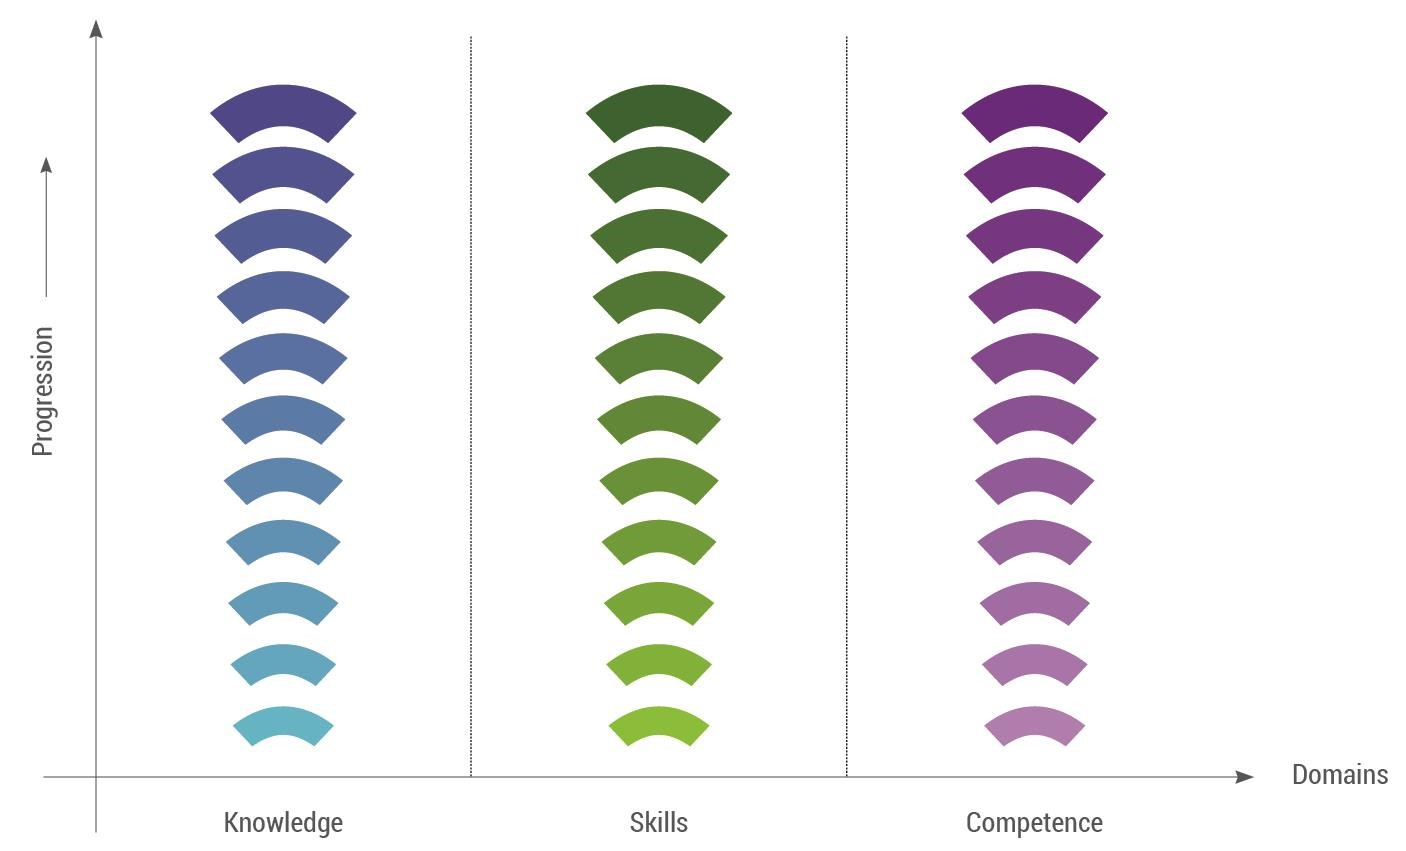 Progression
Domains
Knowledge
Skills
Competence